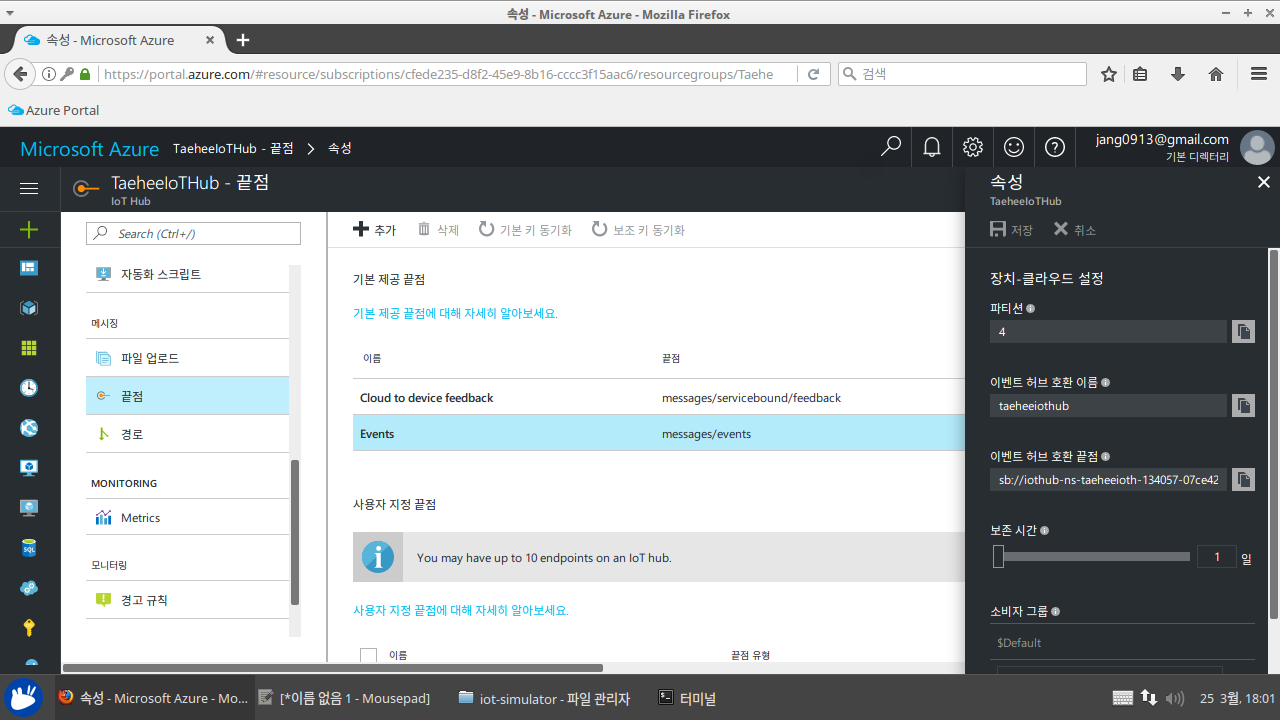 속성 - Microsoft Azure - Mozilla Firefox
속성 - Microsoft Azure
https://portal.azure.com/#resource/subscriptions/cfede235-d8f2-45e9-8b16-cccc3f15aac6/resourcegroups/Taehe
검색
Azure Portal
Microsoft Azure TaeheeIoTHub - 끝점 > 속성
jang0913@gmail.com
기본 디렉터리
TaeheeIoTHub - 끝점
IoT Hub
Search (Ctrl+/)
자동화 스크립트
메시징
파일 업로드
끝점
경로
MONITORING
Metrics
모니터링
경고 규칙
추가 삭제 기본 키 동기화 보조 키 동기화
기본 제공 끝점
기본 제공 끝점에 대해 자세히 알아보세요.
이름 끝점
Cloud to device feedback messages/servicebound/feedback
Events messages/events
사용자 지정 끝점
You may have up to 10 endpoints on an IoT hub.
사용자 지정 끝점에 대해 자세히 알아보세요.
이름 끝점 유형
속성
TaeheeIoTHub
저장 취소
장치-클라우드 설정
파티션
4
이벤트 허브 호환 이름
taeheeiothub
이벤트 허브 호환 끝점
sb://iothub-ns-taeheeioth-134057-07ce42
보존 시간
1 일
소비자 그룹
$Default
속성 - Microsoft Azure - Mo...
[*이름 없음 1 - Mousepad]
iot-simulator - 파일 관리자
터미널
25 3월, 18:01